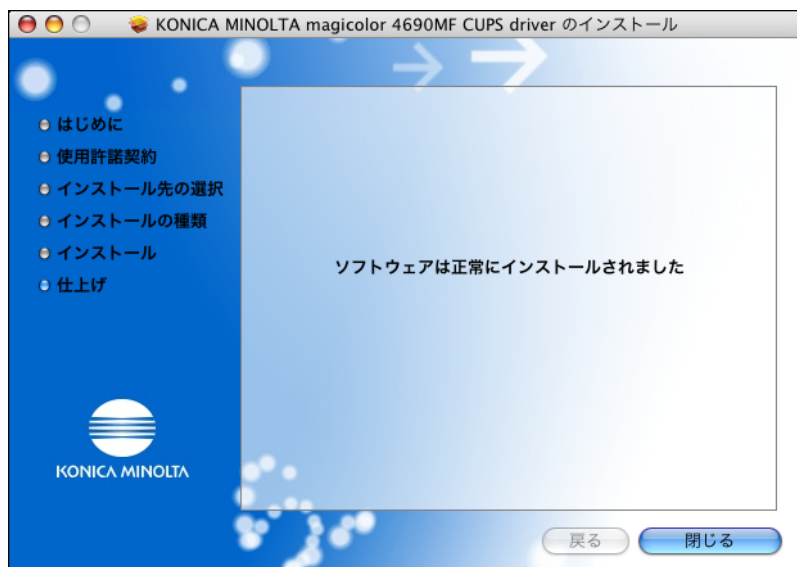 KONICA MINOLTA magicolor 4690MF CUPS driver のインストール
はじめに
使用許諾契約
インストール先の選択
インストールの種類
インストール
仕上げ
ソフトウェアは正常にインストールされました
KONICA MINOLTA
戻る
閉じる